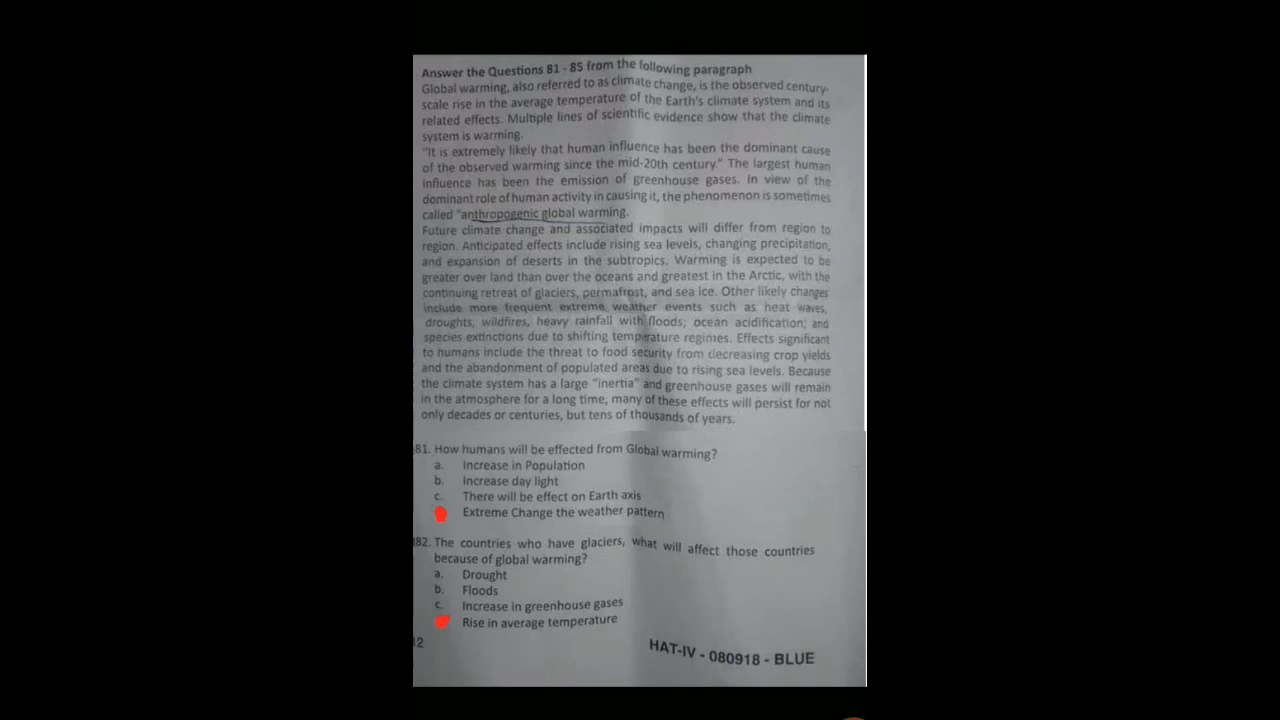 Answer the Questions 81 - 85 from the following paragraph
Global warming, also referred to as climate change, is the observed century-
scale rise in the average temperature of the Earth's climate system and its
related effects. Multiple lines of scientific evidence show that the climate
system is warming.
"It is extremely likely that human influence has been the dominant cause
of the observed warming since the mid-20th century." The largest human
influence has been the emission of greenhouse gases. In view of the
dominant role of human activity in causing it, the phenomenon is sometimes
called "anthropogenic global warming.
Future climate change and associated impacts will differ from region to
region. Anticipated effects include rising sea levels, changing precipitation,
and expansion of deserts in the subtropics. Warming is expected to be
greater over land than over the oceans and greatest in the Arctic, with the
continuing retreat of glaciers, permafrost, and sea ice. Other likely changes
include more frequent extreme weather events such as heat waves,
droughts, wildfires, heavy rainfall with floods; ocean acidification; and
species extinctions due to shifting temperature regimes. Effects significant
to humans include the threat to food security from decreasing crop yields
and the abandonment of populated areas due to rising sea levels. Because
the climate system has a large "inertia" and greenhouse gases will remain
in the atmosphere for a long time, many of these effects will persist for not
only decades or centuries, but tens of thousands of years.
81. How humans will be effected from Global warming?
a. Increase in Population
b. Increase day light
c. There will be effect on Earth axis
Extreme Change the weather pattern
82. The countries who have glaciers, what will affect those countries
because of global warming?
a. Drought
b. Floods
c. Increase in greenhouse gases
Rise in average temperature
12
HAT-IV - 080918 - BLUE